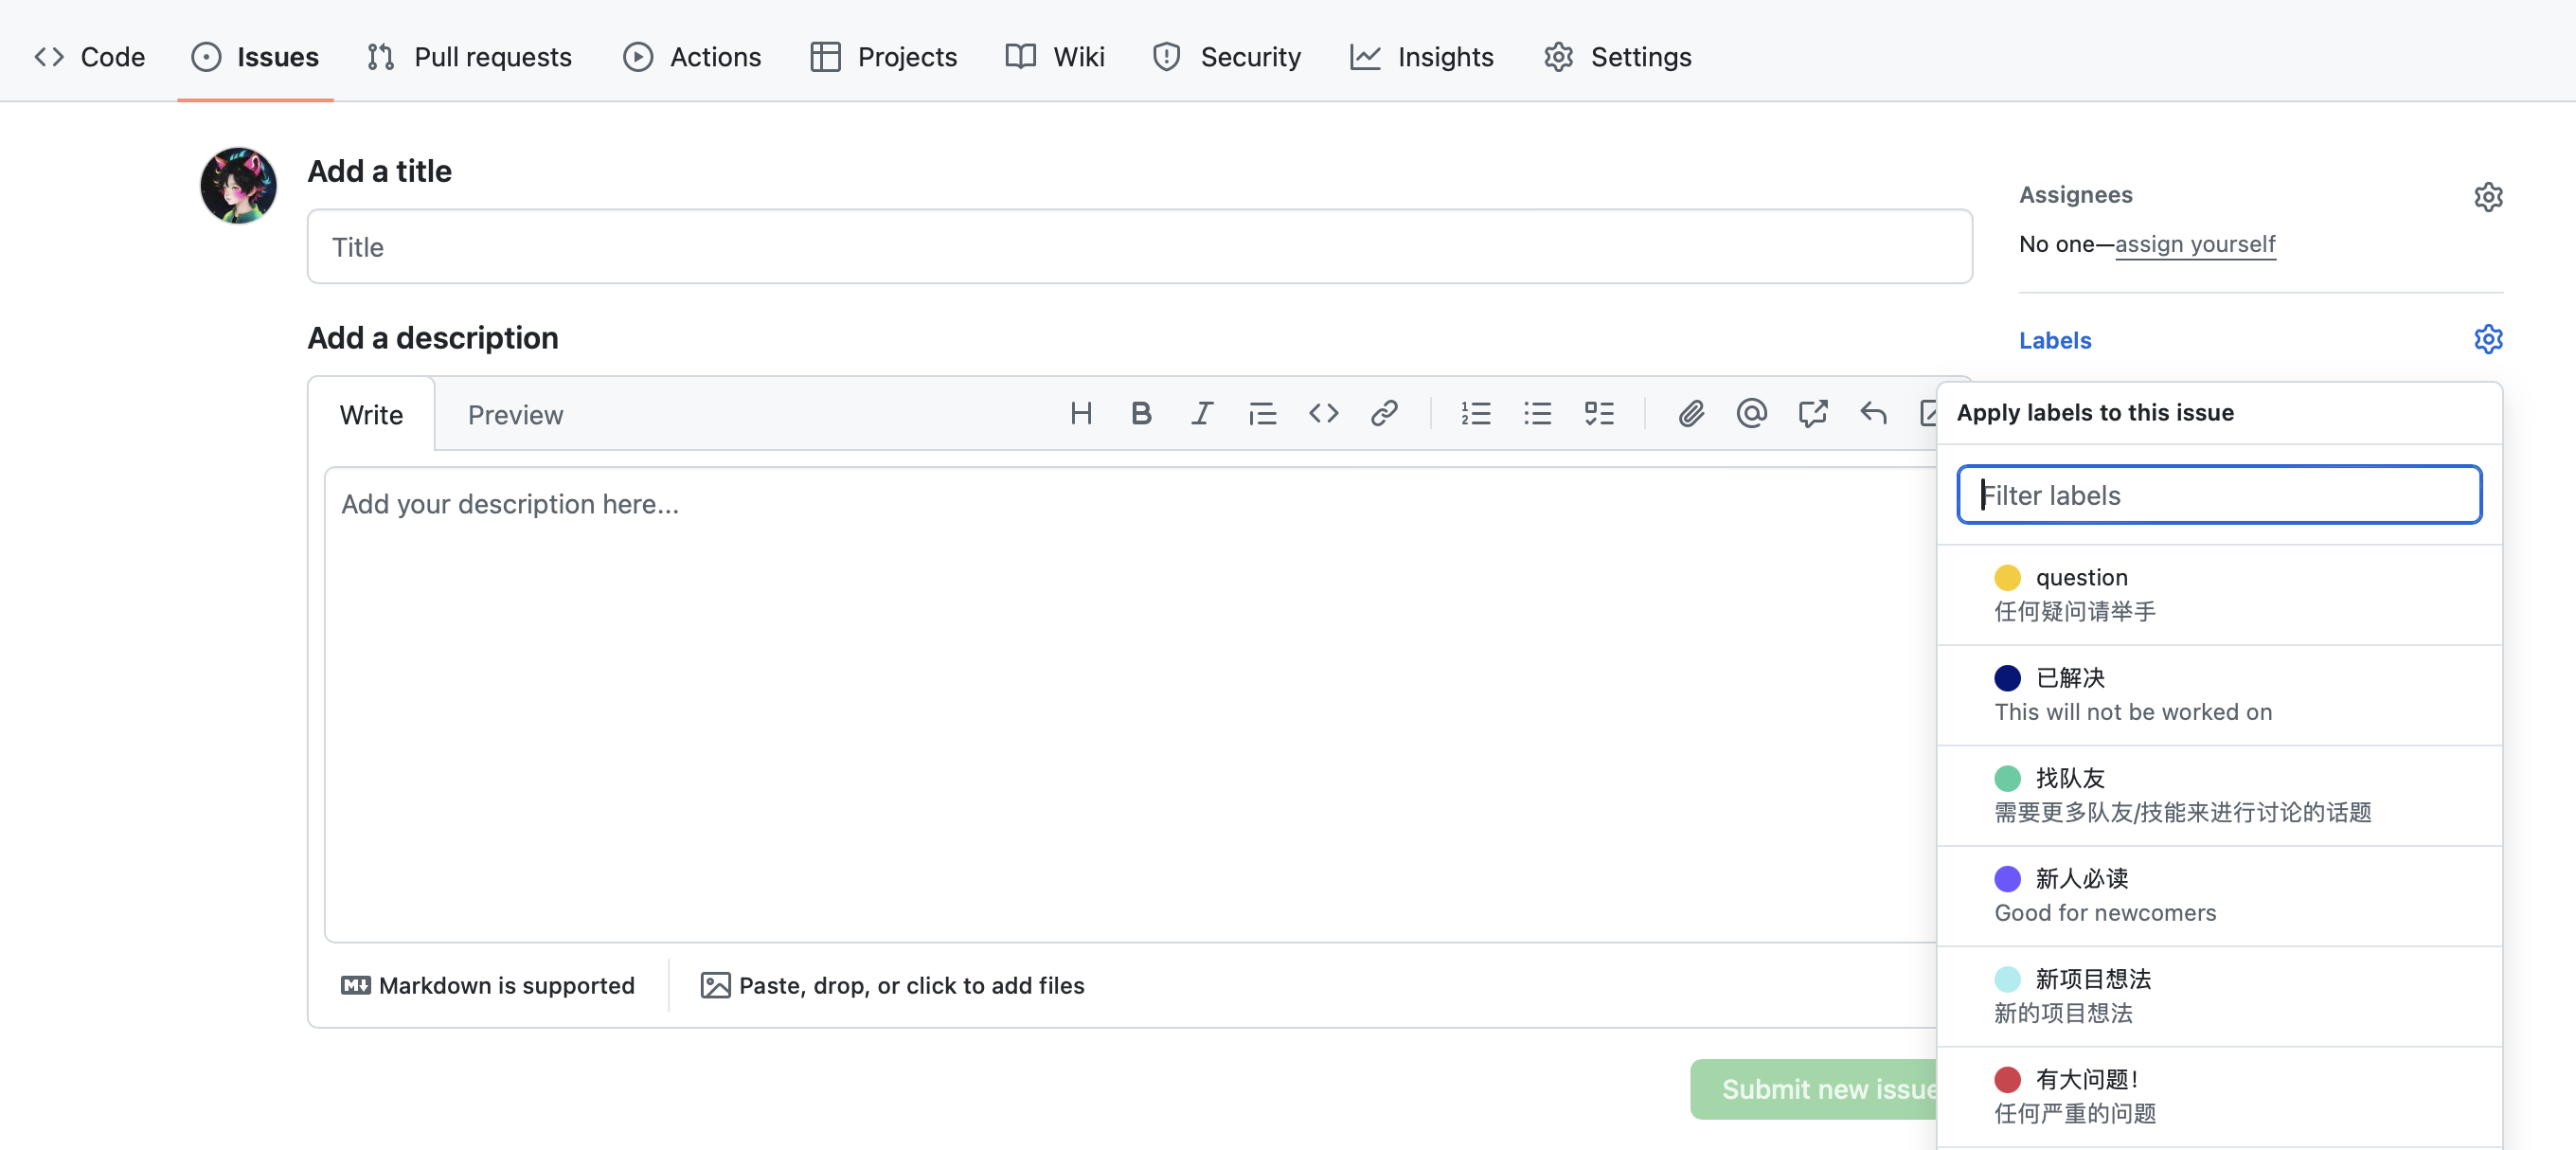 Code Issues Pull requests Actions Projects Wiki Security Insights Settings
Add a title
Title
Add a description
Write Preview
Add your description here...
Markdown is supported Paste, drop, or click to add files
Submit new issue
Assignees
No one—assign yourself
Labels
Apply labels to this issue
Filter labels
question
任何疑问请举手
已解决
This will not be worked on
找队友
需要更多队友/技能来进行讨论的话题
新人必读
Good for newcomers
新项目想法
新的项目想法
有大问题！
任何严重的问题